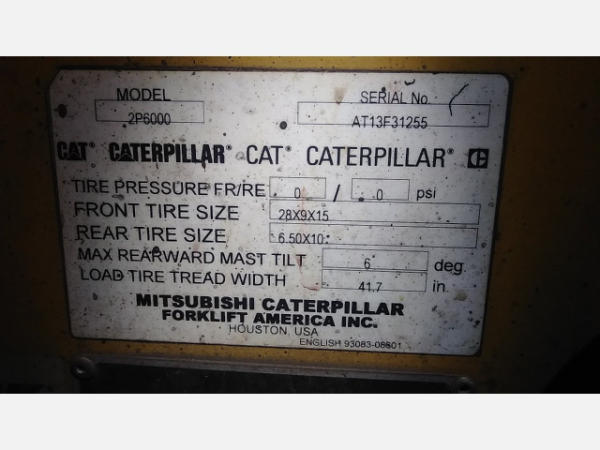 MODEL SERIAL No.
2P6000 AT13F31255
CAT CATERPILLAR® CAT® CATERPILLAR® C
TIRE PRESSURE FR/RE 0 / 0 psi
FRONT TIRE SIZE 28X9X15
REAR TIRE SIZE 6.50X10
MAX REARWARD MAST TILT 6 deg.
LOAD TIRE TREAD WIDTH 41.7 in.
MITSUBISHI CATERPILLAR
FORKLIFT AMERICA INC.
HOUSTON, USA
ENGLISH 93083-08801